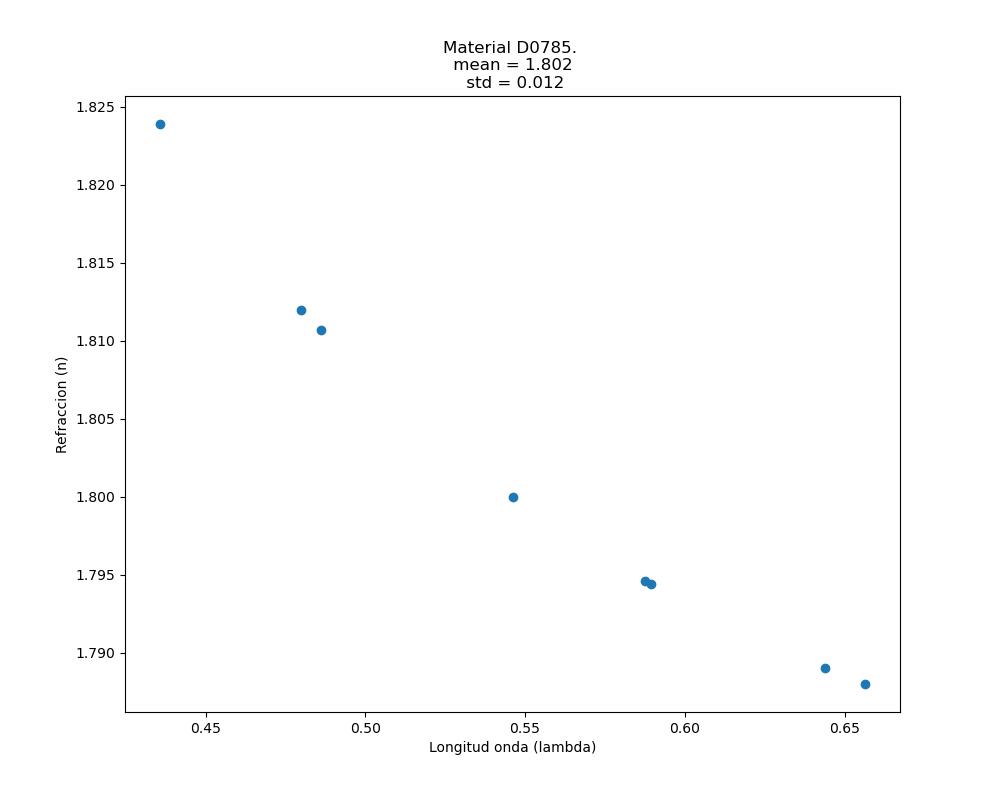 Material D0785.
mean = 1.802
std = 0.012
1.825
1.820
1.815
1.810
1.805
1.800
1.795
1.790
Refraccion (n)
0.45
0.50
0.55
0.60
0.65
Longitud onda (lambda)